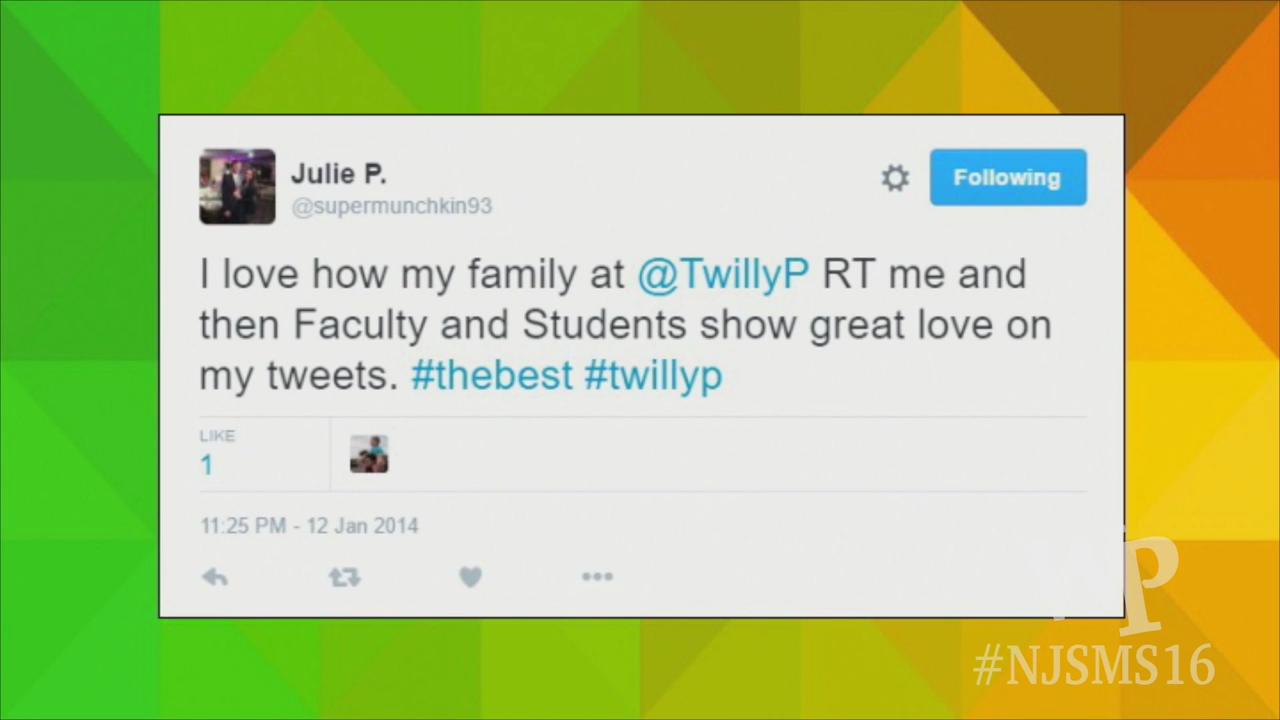 Julie P.
@supermunchkin93
Following
I love how my family at @TwillyP RT me and
then Faculty and Students show great love on
my tweets. #thebest #twillyp
LIKE
1
11:25 PM - 12 Jan 2014
#NJSMS16